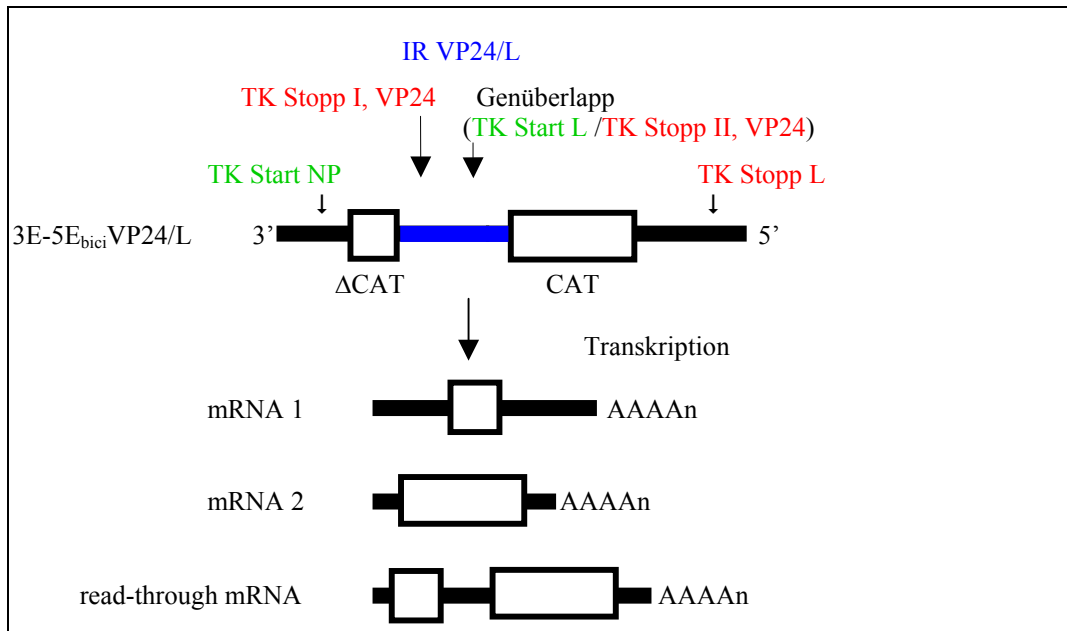 IR VP24/L
TK Stopp I, VP24 Genüberlapp
(TK Start L /TK Stopp II, VP24)
TK Start NP TK Stopp L
3E-5EbiciVP24/L 3’ 5’
ΔCAT CAT
Transkription
mRNA 1 AAAAn
mRNA 2 AAAAn
read-through mRNA AAAAn